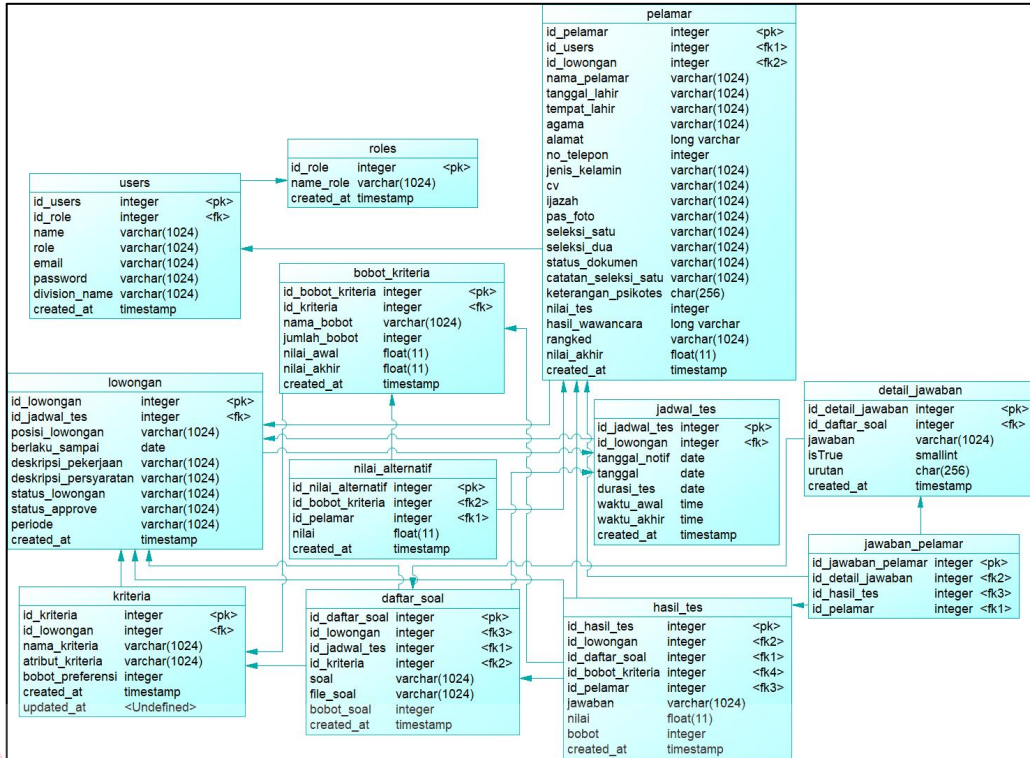 pelamar
id_pelamar integer <pk>
id_users integer <fk1>
id_lowongan integer <fk2>
nama_pelamar varchar(1024)
tanggal_lahir varchar(1024)
tempat_lahir varchar(1024)
agama varchar(1024)
alamat long varchar
no_telepon integer
jenis_kelamin varchar(1024)
cv varchar(1024)
ijazah varchar(1024)
pas_foto varchar(1024)
seleksi_satu varchar(1024)
seleksi_dua varchar(1024)
status_dokumen varchar(1024)
catatan_seleksi_satu varchar(1024)
keterangan_psikotes char(256)
nilai_tes integer
hasil_wawancara long varchar
rangked varchar(1024)
nilai_akhir float(11)
created_at timestamp
roles
id_role integer <pk>
name_role varchar(1024)
created_at timestamp
users
id_users integer <pk>
id_role integer <fk>
name varchar(1024)
role varchar(1024)
email varchar(1024)
password varchar(1024)
division_name varchar(1024)
created_at timestamp
bobot_kriteria
id_bobot_kriteria integer <pk>
id_kriteria integer <fk>
nama_bobot varchar(1024)
jumlah_bobot integer
nilai_awal float(11)
nilai_akhir float(11)
created_at timestamp
lowongan
id_lowongan integer <pk>
id_jadwal_tes integer <fk>
posisi_lowongan varchar(1024)
berlaku_sampai date
deskripsi_pekerjaan varchar(1024)
deskripsi_persyaratan varchar(1024)
status_lowongan varchar(1024)
status_approve varchar(1024)
periode varchar(1024)
created_at timestamp
nilai_alternatif
id_nilai_alternatif integer <pk>
id_bobot_kriteria integer <fk2>
id_pelamar integer <fk1>
nilai float(11)
created_at timestamp
jadwal_tes
id_jadwal_tes integer <pk>
id_lowongan integer <fk>
tanggal_notif date
tanggal date
durasi_tes date
waktu_awal time
waktu_akhir time
created_at timestamp
detail_jawaban
id_detail_jawaban integer <pk>
id_daftar_soal integer <fk>
jawaban varchar(1024)
isTrue smallint
urutan char(256)
created_at timestamp
jawaban_pelamar
id_jawaban_pelamar integer <pk>
id_detail_jawaban integer <fk2>
id_hasil_tes integer <fk3>
id_pelamar integer <fk1>
kriteria
id_kriteria integer <pk>
id_lowongan integer <fk>
nama_kriteria varchar(1024)
atribut_kriteria varchar(1024)
bobot_preferensi integer
created_at timestamp
updated_at <Undefined>
daftar_soal
id_daftar_soal integer <pk>
id_lowongan integer <fk3>
id_jadwal_tes integer <fk1>
id_kriteria integer <fk2>
soal varchar(1024)
file_soal varchar(1024)
bobot_soal integer
created_at timestamp
hasil_tes
id_hasil_tes integer <pk>
id_lowongan integer <fk2>
id_daftar_soal integer <fk1>
id_bobot_kriteria integer <fk4>
id_pelamar integer <fk3>
jawaban varchar(1024)
nilai float(11)
bobot integer
created_at timestamp